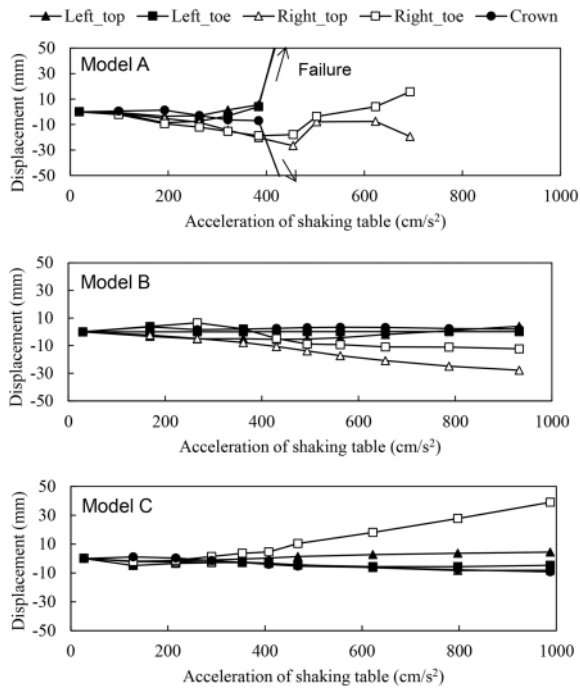 Left_top Left_toe Right_top Right_toe Crown
50
30
10
-10
-30
-50
Displacement (mm)
Model A
Failure
0 200 400 600 800 1000
Acceleration of shaking table (cm/s²)
50
30
10
-10
-30
-50
Displacement (mm)
Model B
0 200 400 600 800 1000
Acceleration of shaking table (cm/s²)
50
30
10
-10
-30
-50
Displacement (mm)
Model C
0 200 400 600 800 1000
Acceleration of shaking table (cm/s²)